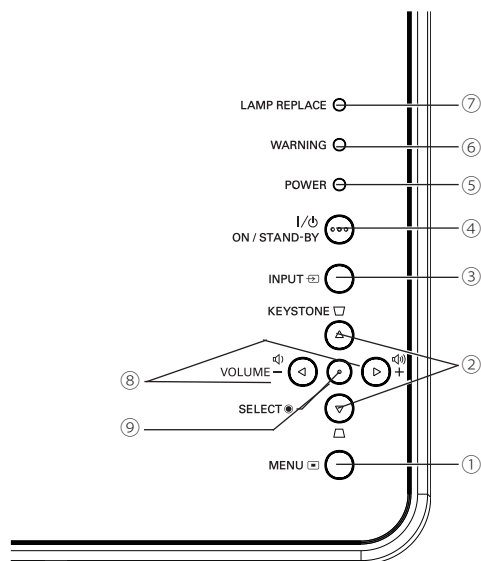 LAMP REPLACE
⑦
WARNING
⑥
POWER
⑤
I/⏻
ON / STAND-BY
④
INPUT
③
KEYSTONE
②
⑧
VOLUME
−
+
SELECT
⑨
MENU
①